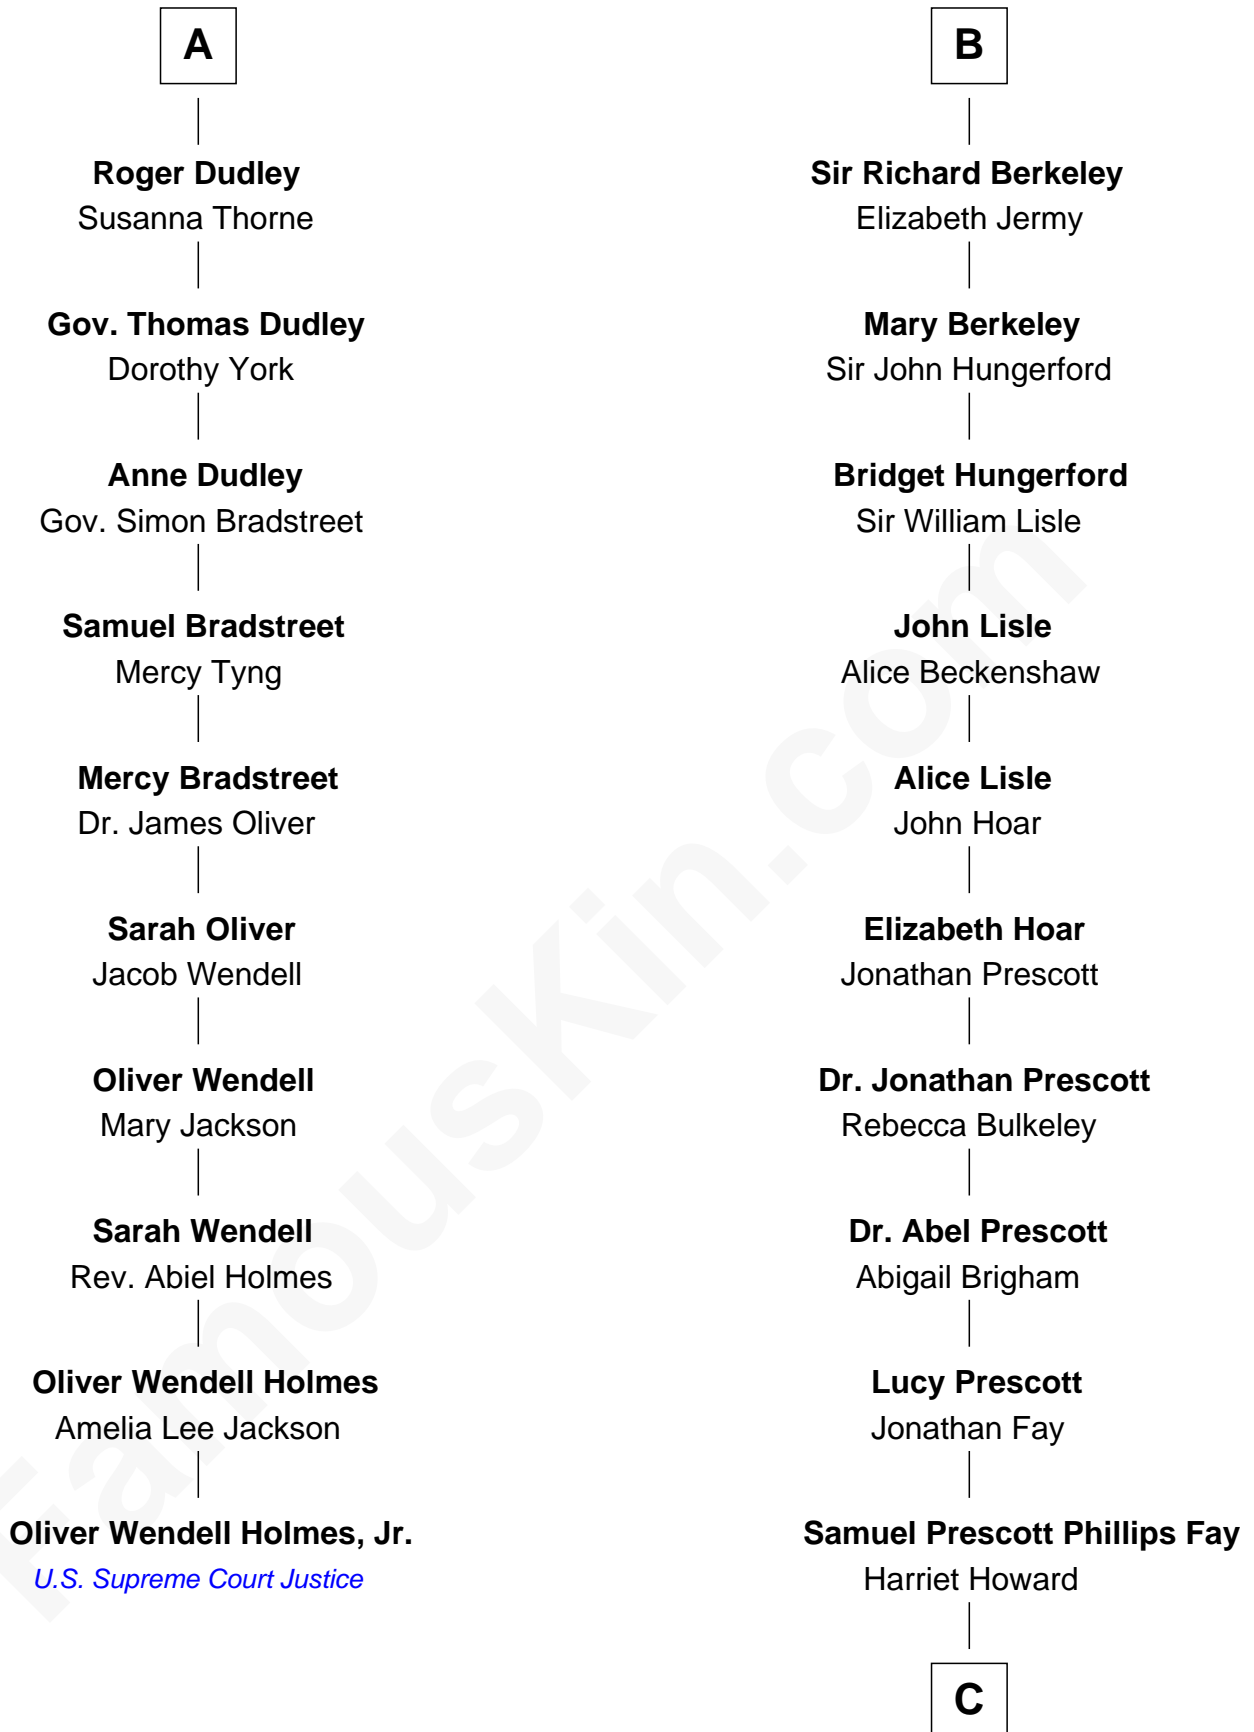 A
Roger Dudley
Susanna Thorne
Gov. Thomas Dudley
Dorothy York
Anne Dudley
Gov. Simon Bradstreet
Samuel Bradstreet
Mercy Tyng
Mercy Bradstreet
Dr. James Oliver
Sarah Oliver
Jacob Wendell
Oliver Wendell
Mary Jackson
Sarah Wendell
Rev. Abiel Holmes
Oliver Wendell Holmes
Amelia Lee Jackson
Oliver Wendell Holmes, Jr.
U.S. Supreme Court Justice
B
Sir Richard Berkeley
Elizabeth Jermy
Mary Berkeley
Sir John Hungerford
Bridget Hungerford
Sir William Lisle
John Lisle
Alice Beckenshaw
Alice Lisle
John Hoar
Elizabeth Hoar
Jonathan Prescott
Dr. Jonathan Prescott
Rebecca Bulkeley
Dr. Abel Prescott
Abigail Brigham
Lucy Prescott
Jonathan Fay
Samuel Prescott Phillips Fay
Harriet Howard
C
FamousKin.com